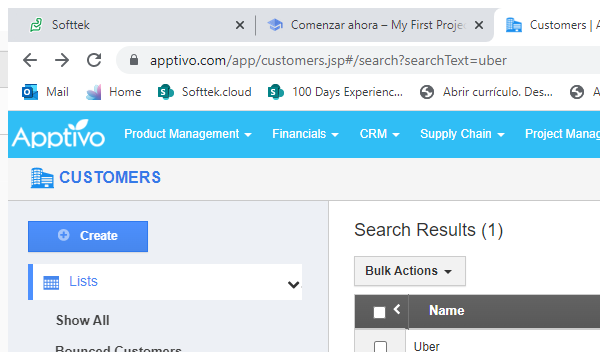 Softtek
Comenzar ahora – My First Proje
Customers | A
apptivo.com/app/customers.jsp#/search?searchText=uber
Mail
Home
Softtek.cloud
100 Days Experienc...
Abrir currículo. Des...
A
Apptivo
Product Management
Financials
CRM
Supply Chain
Project Manag
CUSTOMERS
Create
Search Results (1)
Lists
Bulk Actions
Show All
Name
Bounced Customers
Uber